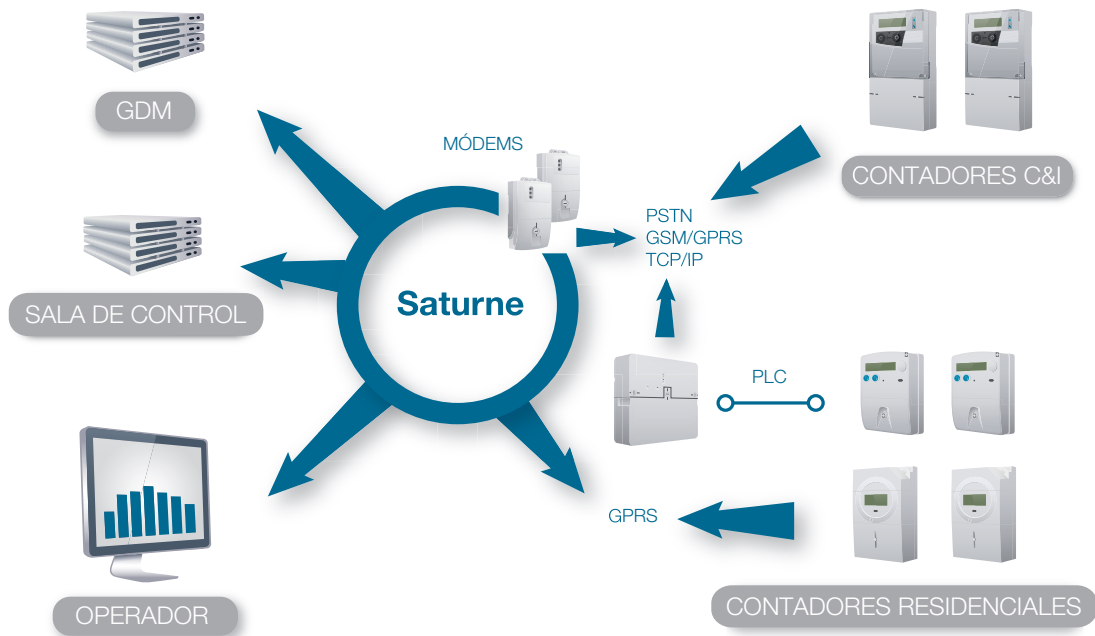 GDM
MÓDEMS
CONTADORES C&I
PSTN
GSM/GPRS
TCP/IP
SALA DE CONTROL
Saturne
PLC
GPRS
OPERADOR
CONTADORES RESIDENCIALES